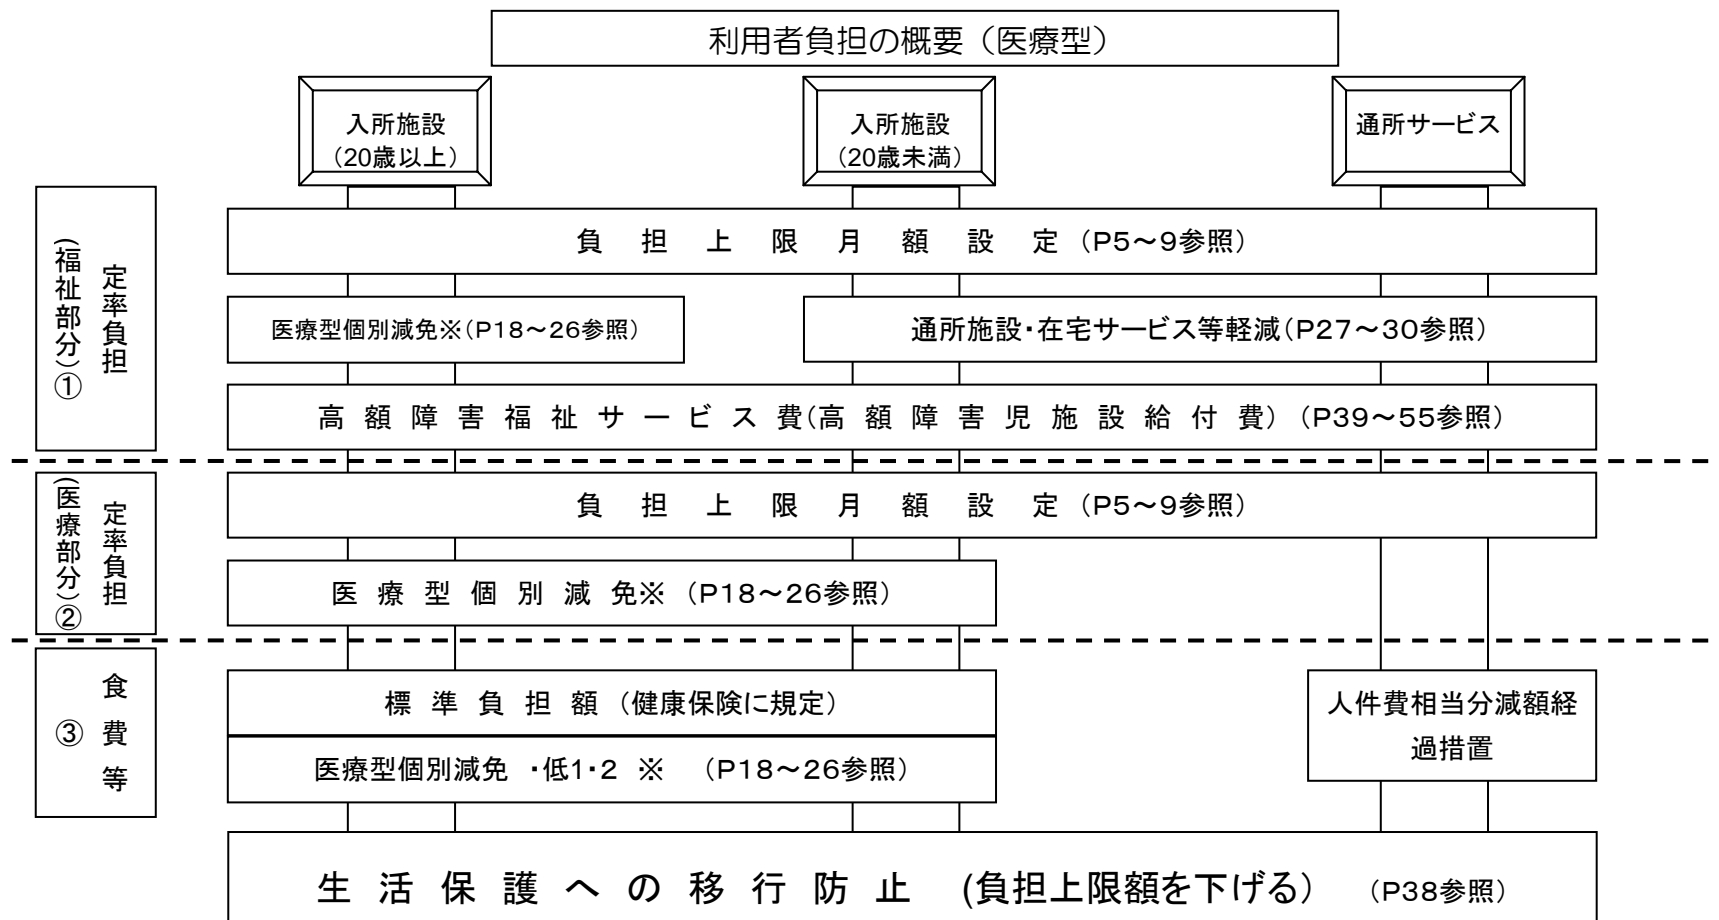 利用者負担の概要（医療型）
入所施設
（20歳以上）
入所施設
（20歳未満）
通所サービス
定率負担
（福祉部分）①
負担上限月額設定（P5～9参照）
医療型個別減免※（P18～26参照）
通所施設・在宅サービス等軽減（P27～30参照）
高額障害福祉サービス費（高額障害児施設給付費）（P39～55参照）
定率負担
（医療部分）②
負担上限月額設定（P5～9参照）
医療型個別減免※（P18～26参照）
食費等
③
標準負担額（健康保険に規定）
医療型個別減免・低1・2※（P18～26参照）
人件費相当分減額経
過措置
生活保護への移行防止（負担上限額を下げる）（P38参照）